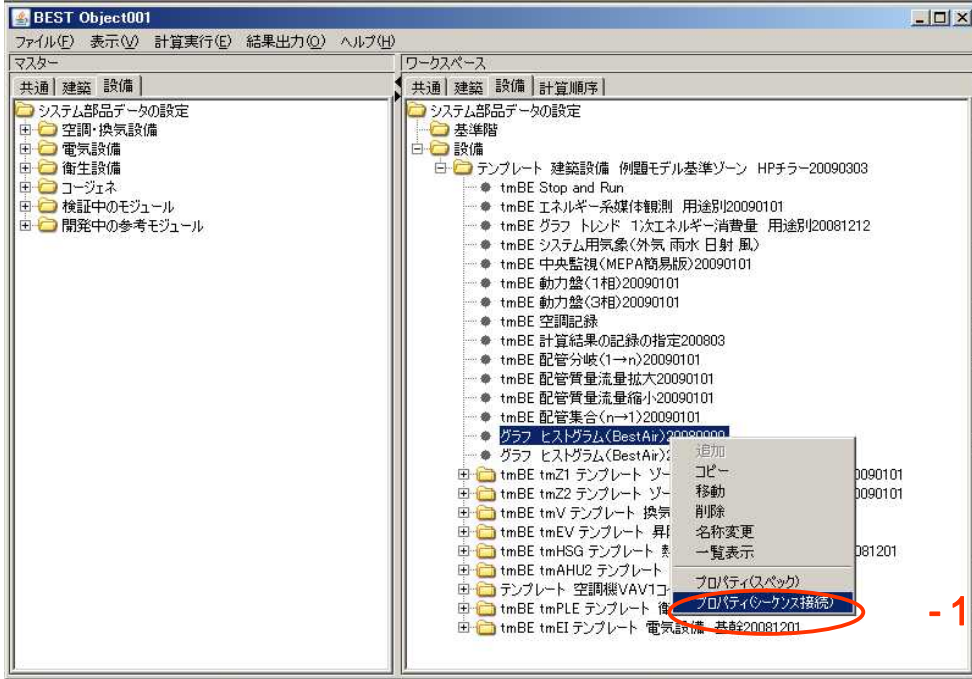 BEST Object001
ファイル(F) 表示(V) 計算実行(E) 結果出力(O) ヘルプ(H)
マスター
共通 建築 設備
システム部品データの設定
空調・換気設備
電気設備
衛生設備
コージェネ
検証中のモジュール
開発中の参考モジュール
ワークスペース
共通 建築 設備 計算順序
システム部品データの設定
基準階
設備
テンプレート 建築設備 例題モデル基準ゾーン HPチラー20090303
tmBE Stop and Run
tmBE エネルギー系媒体観測 用途別20090101
tmBE グラフ トレンド 1次エネルギー消費量 用途別20081212
tmBE システム用気象(外気 雨水 日射 風)
tmBE 中央監視(MEPA簡易版)20090101
tmBE 動力盤(1相)20090101
tmBE 動力盤(3相)20090101
tmBE 空調記録
tmBE 計算結果の記録の指定200803
tmBE 配管分岐(1→n)20090101
tmBE 配管質量流量拡大20090101
tmBE 配管質量流量縮小20090101
tmBE 配管集合(n→1)20090101
グラフ ヒストグラム(BestAir)20080909
グラフ ヒストグラム(BestAir)
tmBE tmZ1 テンプレート ゾー 0090101
tmBE tmZ2 テンプレート ゾー 0090101
tmBE tmV テンプレート 換気
tmBE tmEV テンプレート 昇
tmBE tmHSG テンプレート 081201
tmBE tmAHU2 テンプレート
テンプレート 空調機VAV1コ
tmBE tmPLE テンプレート 衛
tmBE tmEI テンプレート 電気設備 基幹20081201
追加
コピー
移動
削除
名称変更
一覧表示
プロパティ(スペック)
プロパティ(シーケンス接続)
- 1